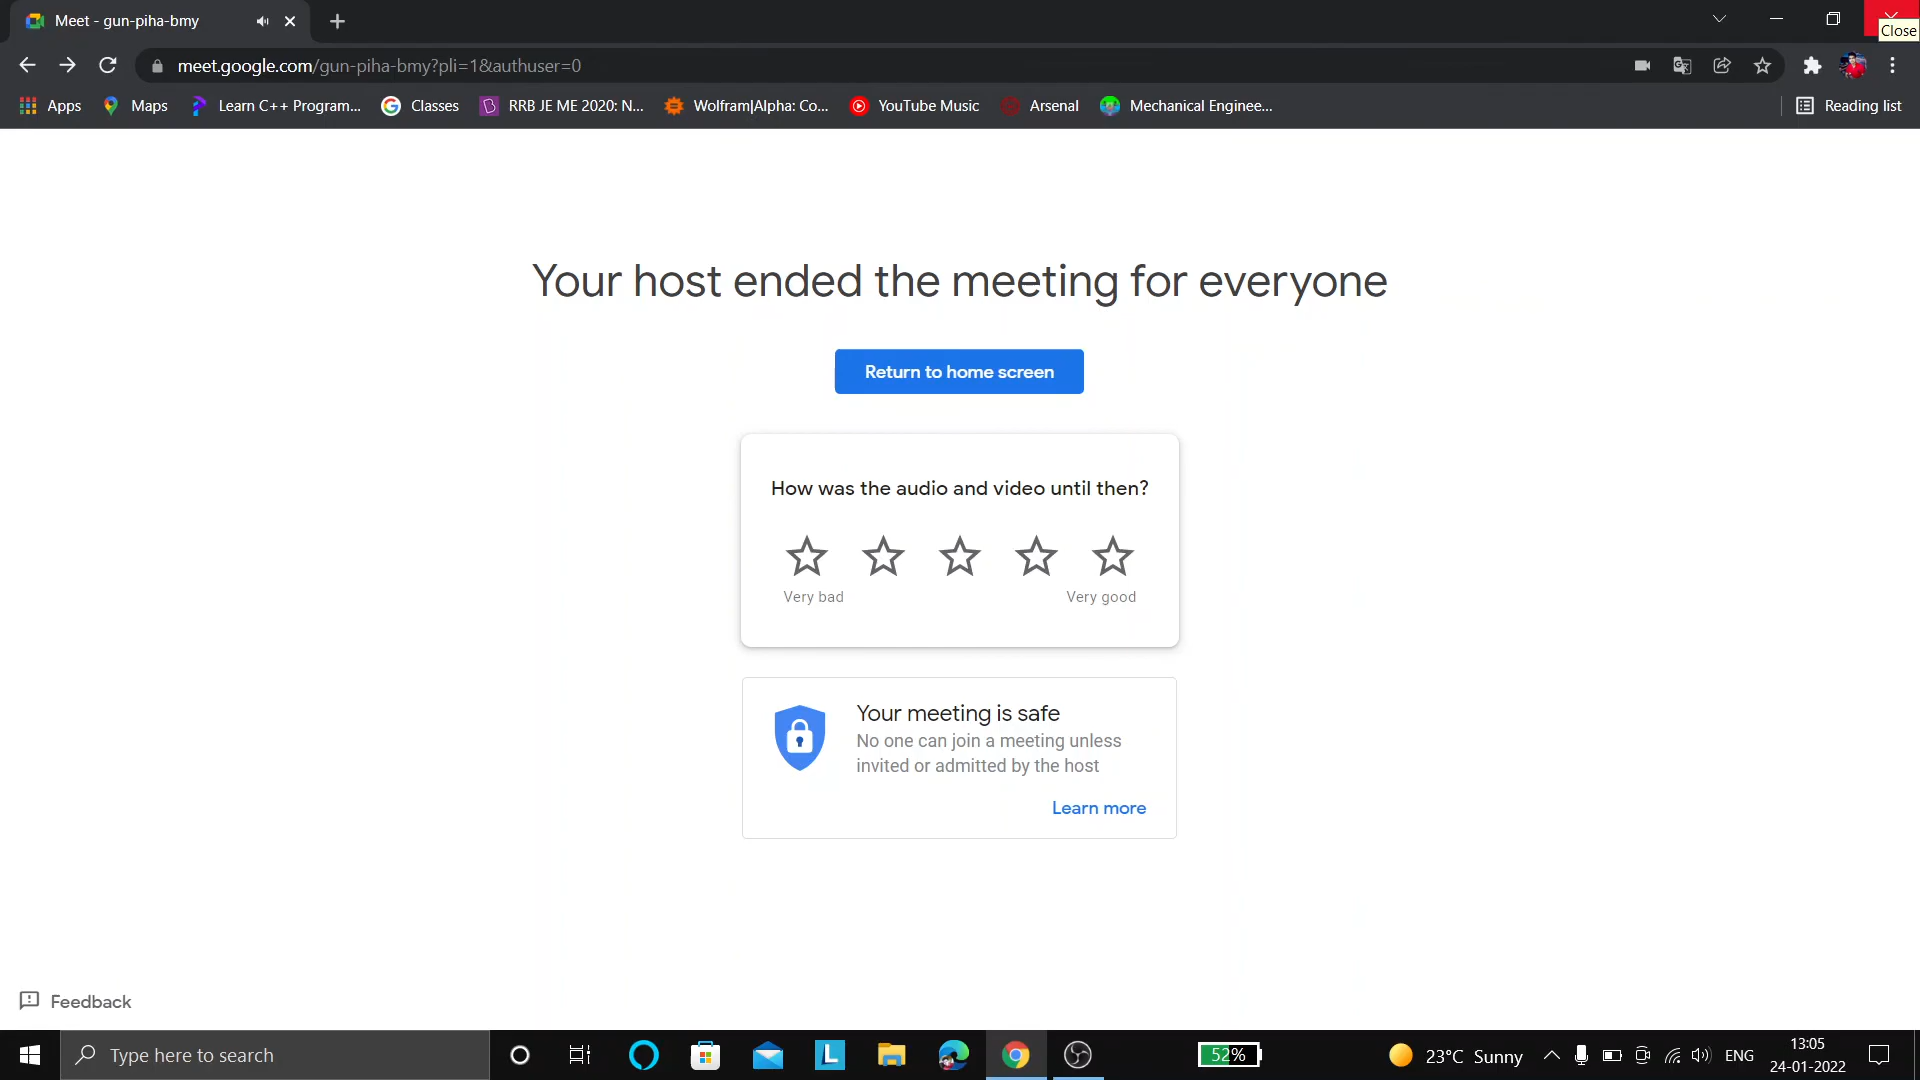 Meet - gun-piha-bmy
Close
meet.google.com/gun-piha-bmy?pli=1&authuser=0
Apps Maps Learn C++ Program... Classes RRB JE ME 2020: N... Wolfram|Alpha: Co... YouTube Music Arsenal Mechanical Enginee... Reading list
Your host ended the meeting for everyone
Return to home screen
How was the audio and video until then?
Very bad Very good
Your meeting is safe
No one can join a meeting unless
invited or admitted by the host
Learn more
Feedback
Type here to search
L
52%
23°C Sunny
ENG
13:05
24-01-2022